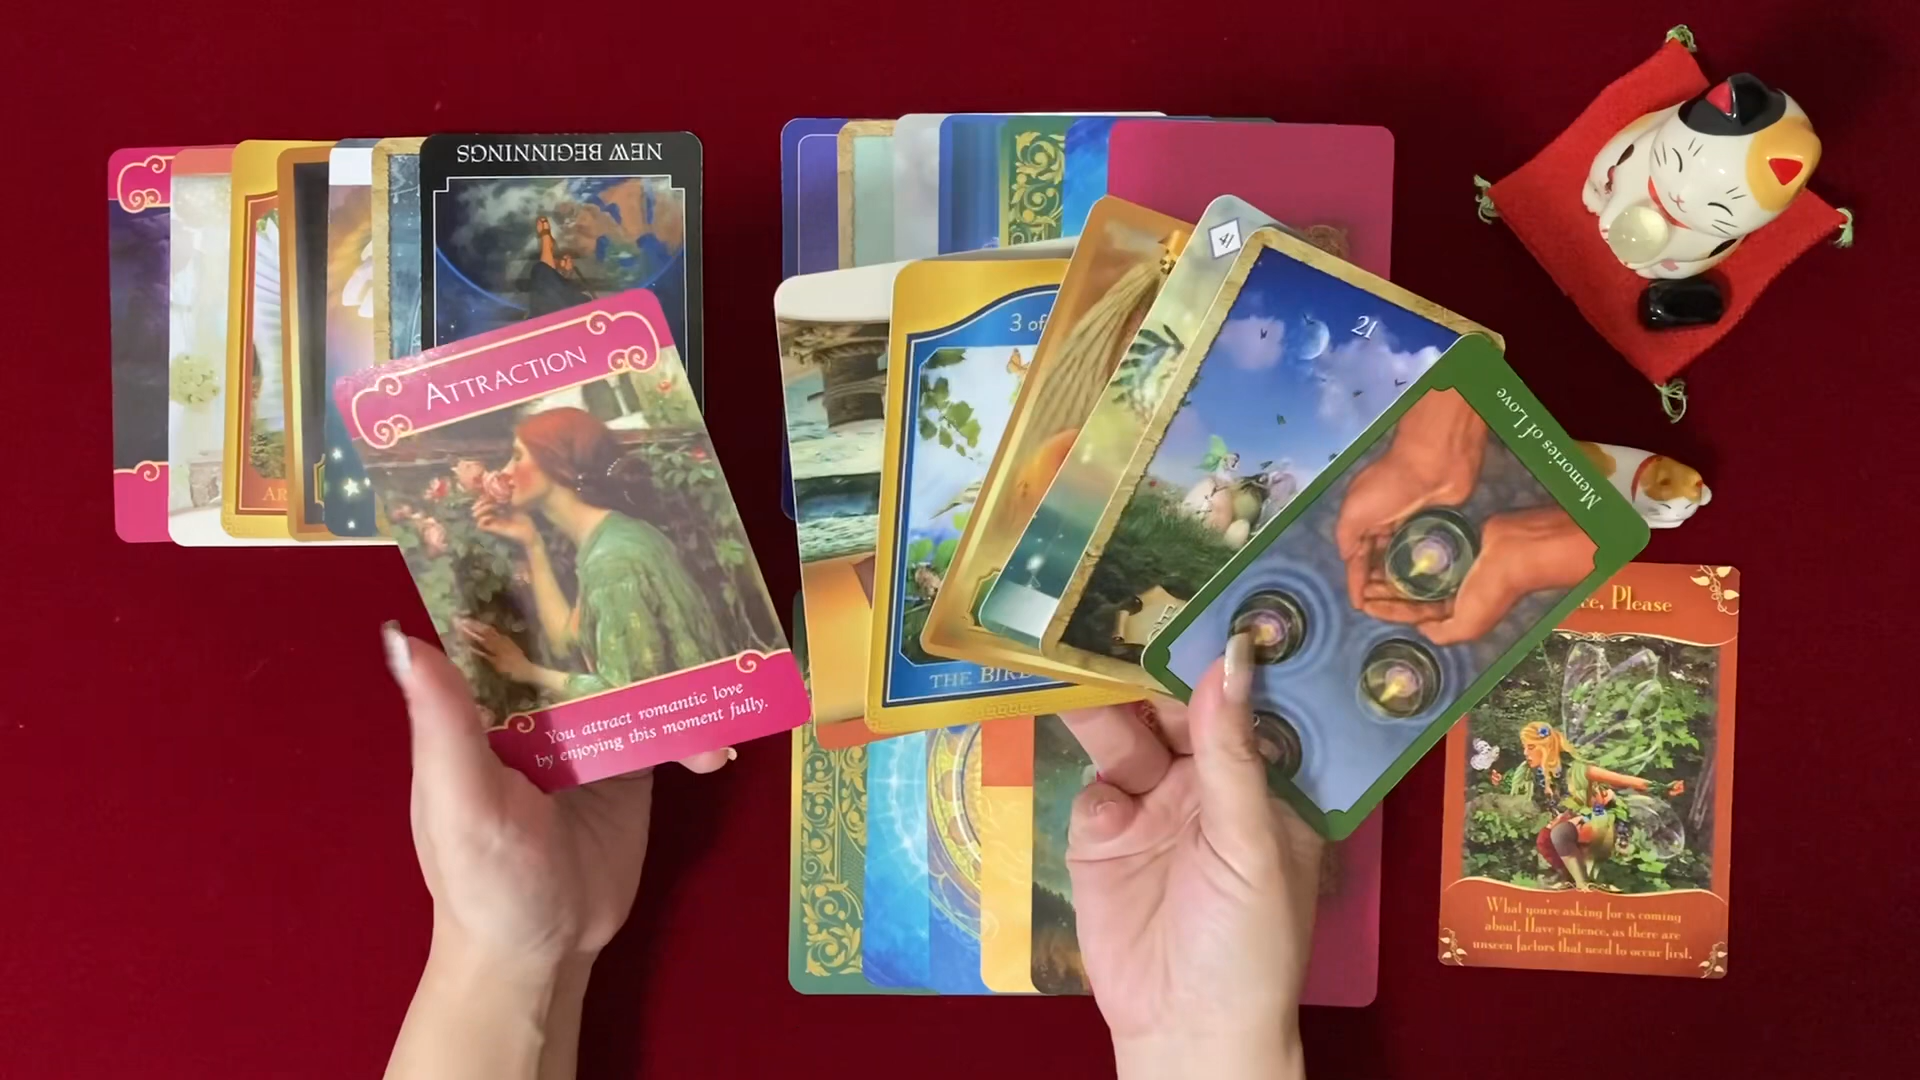 NEW BEGINNINGS
ATTRACTION
You attract romantic love
by enjoying this moment fully.
AR
3 of
THE BIRD
21
Memories of Love
Please
What you're asking for is coming
about. Have patience, as there are
unseen factors that need to occur first.